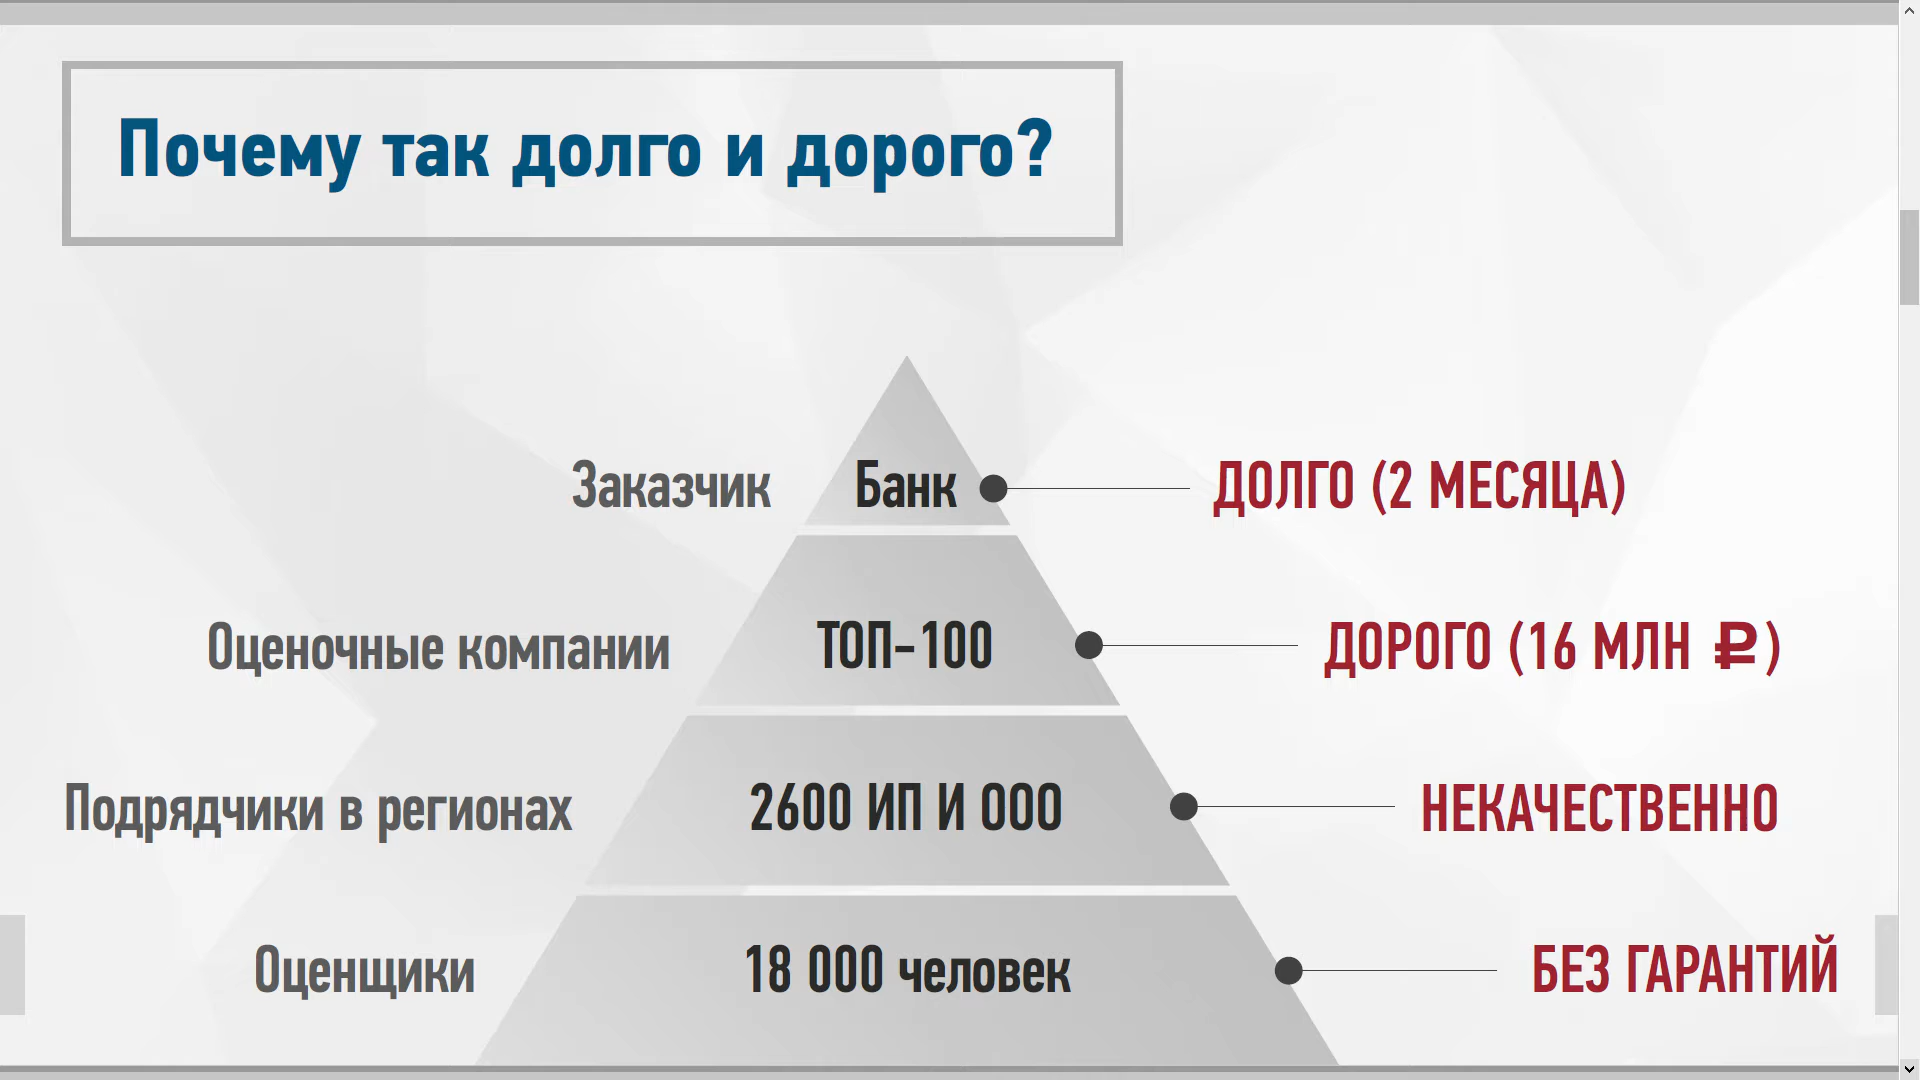 Почему так долго и дорого?
Заказчик Банк ДОЛГО (2 МЕСЯЦА)
Оценочные компании ТОП-100 ДОРОГО (16 МЛН ₽)
Подрядчики в регионах 2600 ИП И ООО НЕКАЧЕСТВЕННО
Оценщики 18 000 человек БЕЗ ГАРАНТИЙ